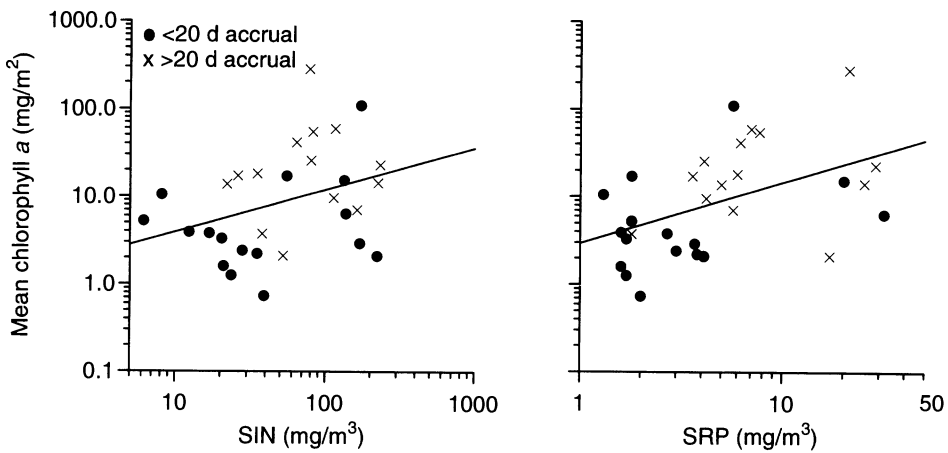 1000.0
100.0
10.0
1.0
0.1
Mean chlorophyll a (mg/m²)
● <20 d accrual
x >20 d accrual
10 100 1000
SIN (mg/m³)
1 10 50
SRP (mg/m³)